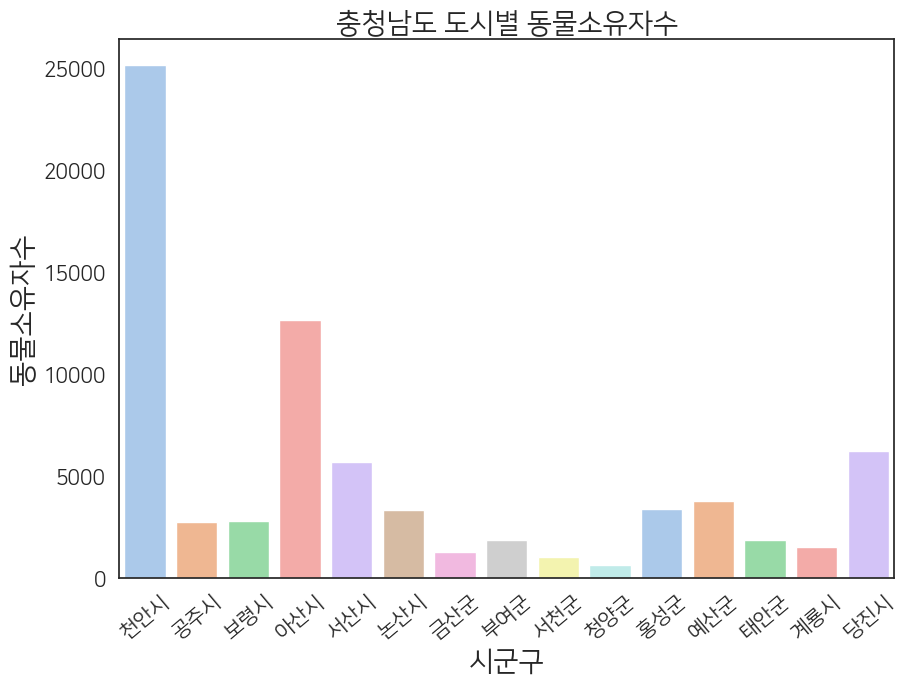 충청남도 도시별 동물소유자수
동물소유자수
25000
20000
15000
10000
5000
0
천안시
공주시
보령시
아산시
서산시
논산시
금산군
부여군
서천군
청양군
홍성군
예산군
태안군
계룡시
당진시
시군구